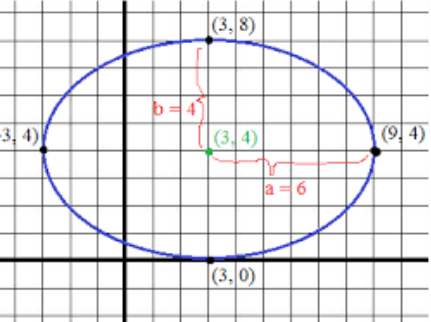 (3, 8)
b = 4
3, 4)
(3, 4)
(9, 4)
a = 6
(3, 0)